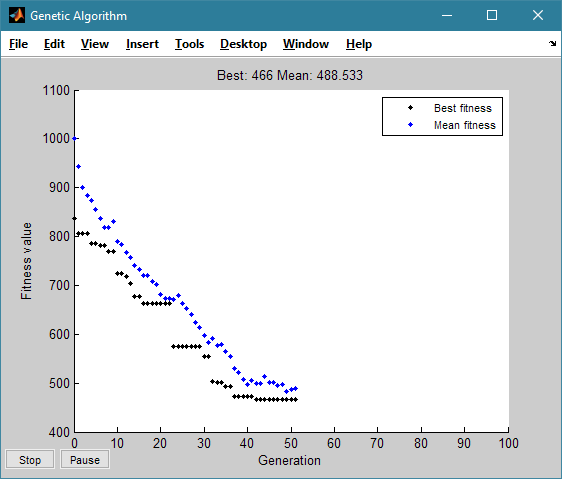 Genetic Algorithm
File Edit View Insert Tools Desktop Window Help
Best: 466 Mean: 488.533
1100
1000
900
800
700
600
500
400
Fitness value
Best fitness
Mean fitness
0 10 20 30 40 50 60 70 80 90 100
Generation
Stop Pause